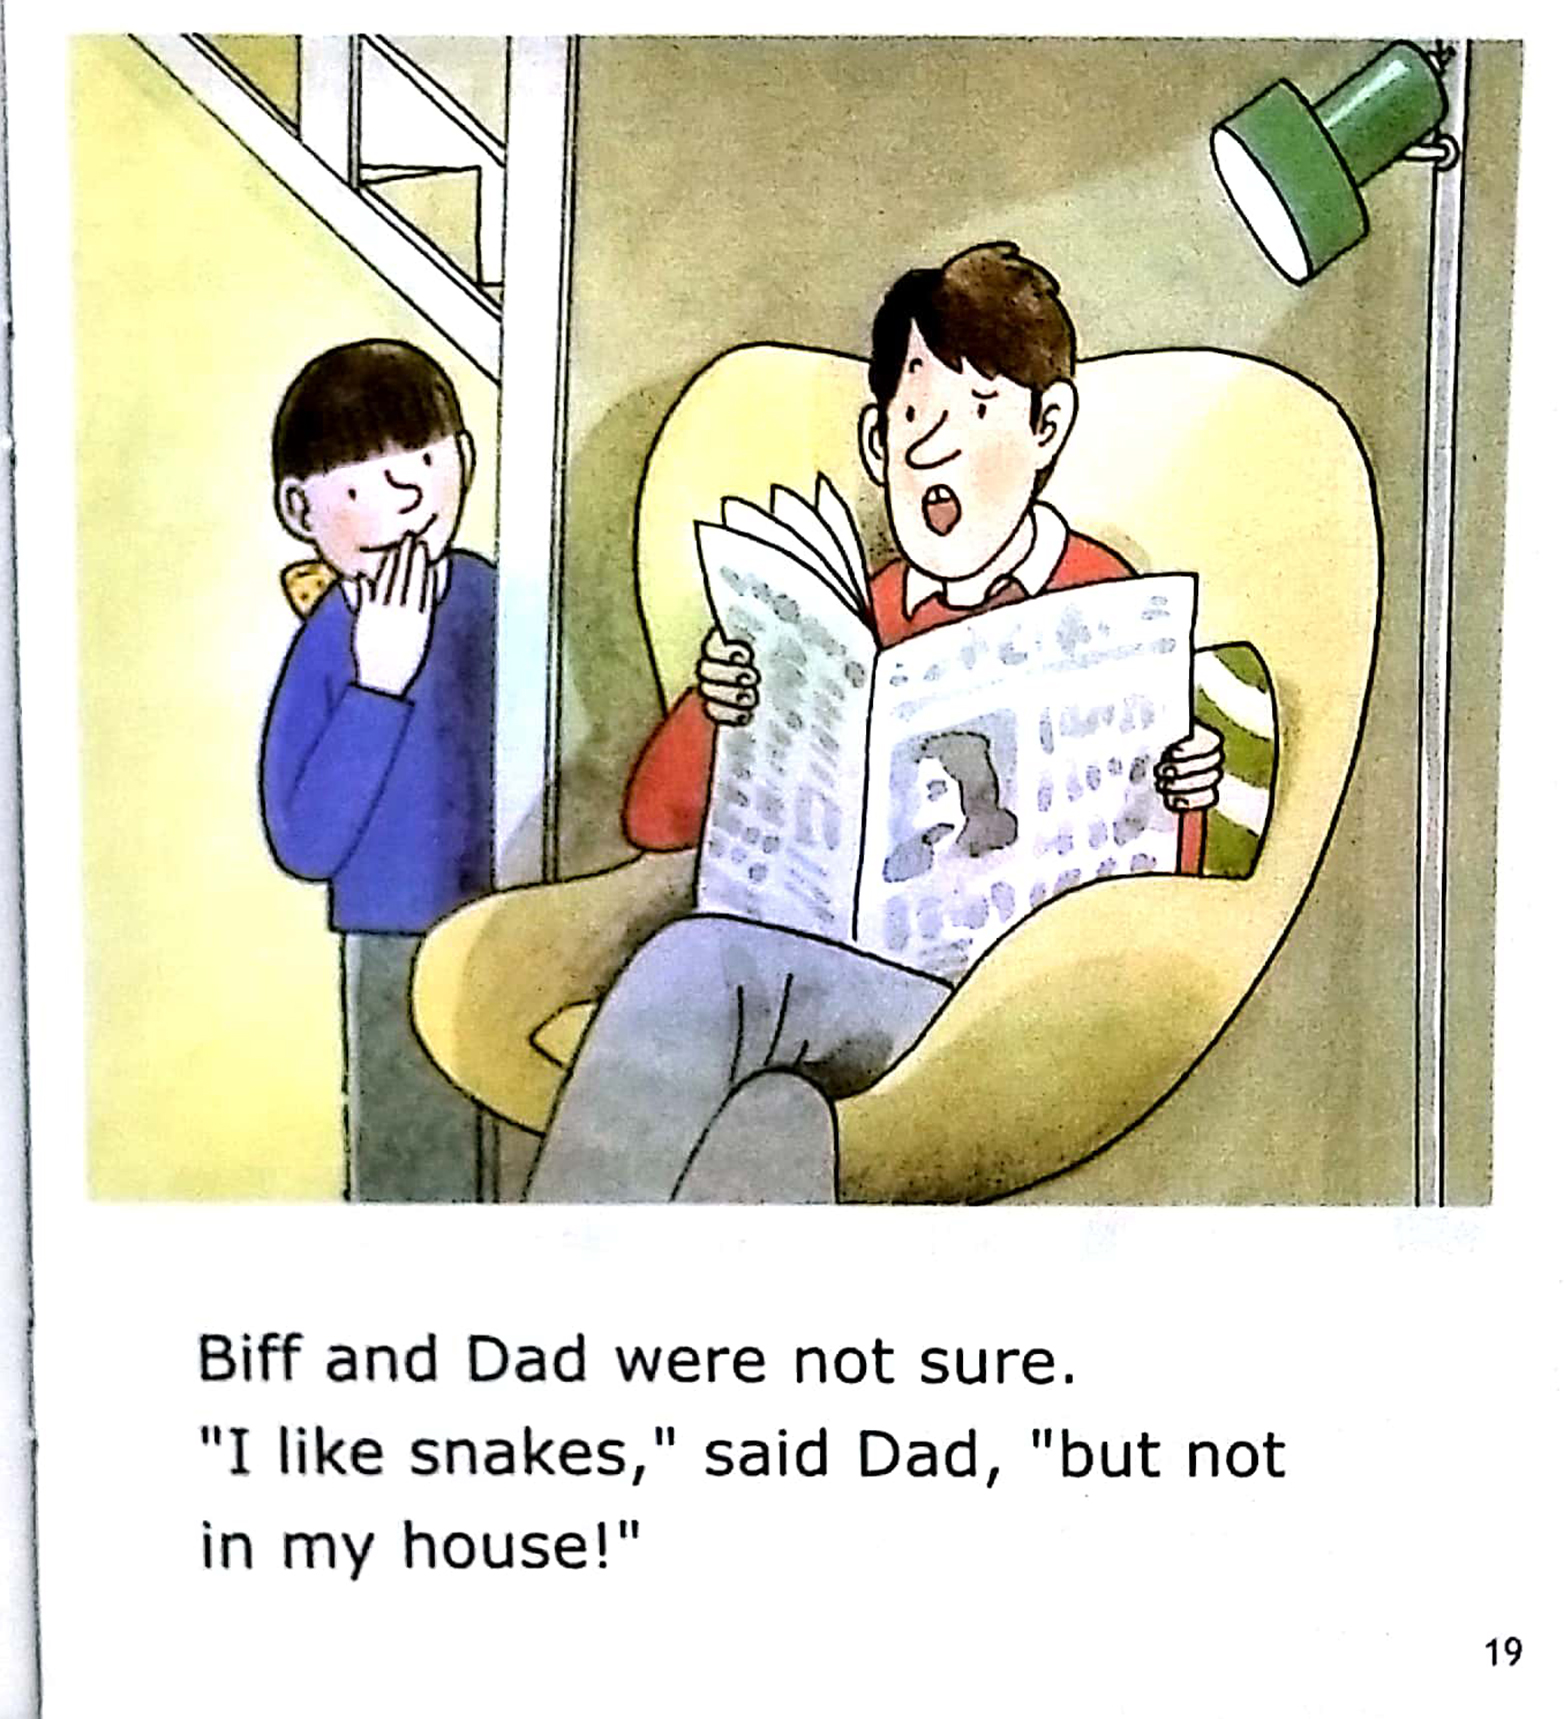 Biff and Dad were not sure.
"I like snakes," said Dad, "but not
in my house!"
19